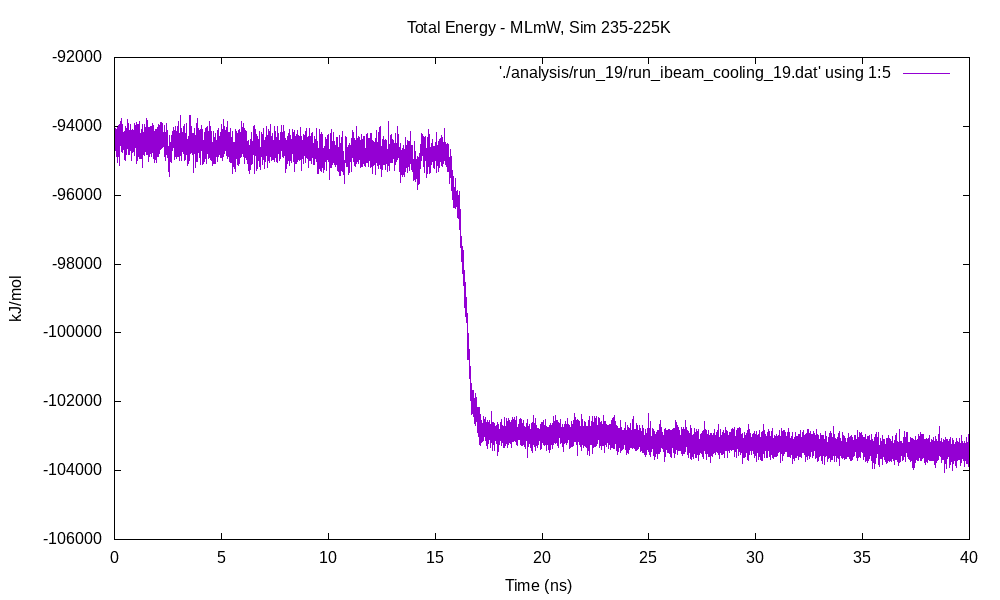 Total Energy - MLmW, Sim 235-225K
'./analysis/run_19/run_ibeam_cooling_19.dat' using 1:5
-92000
-94000
-96000
-98000
-100000
-102000
-104000
-106000
kJ/mol
0 5 10 15 20 25 30 35 40
Time (ns)